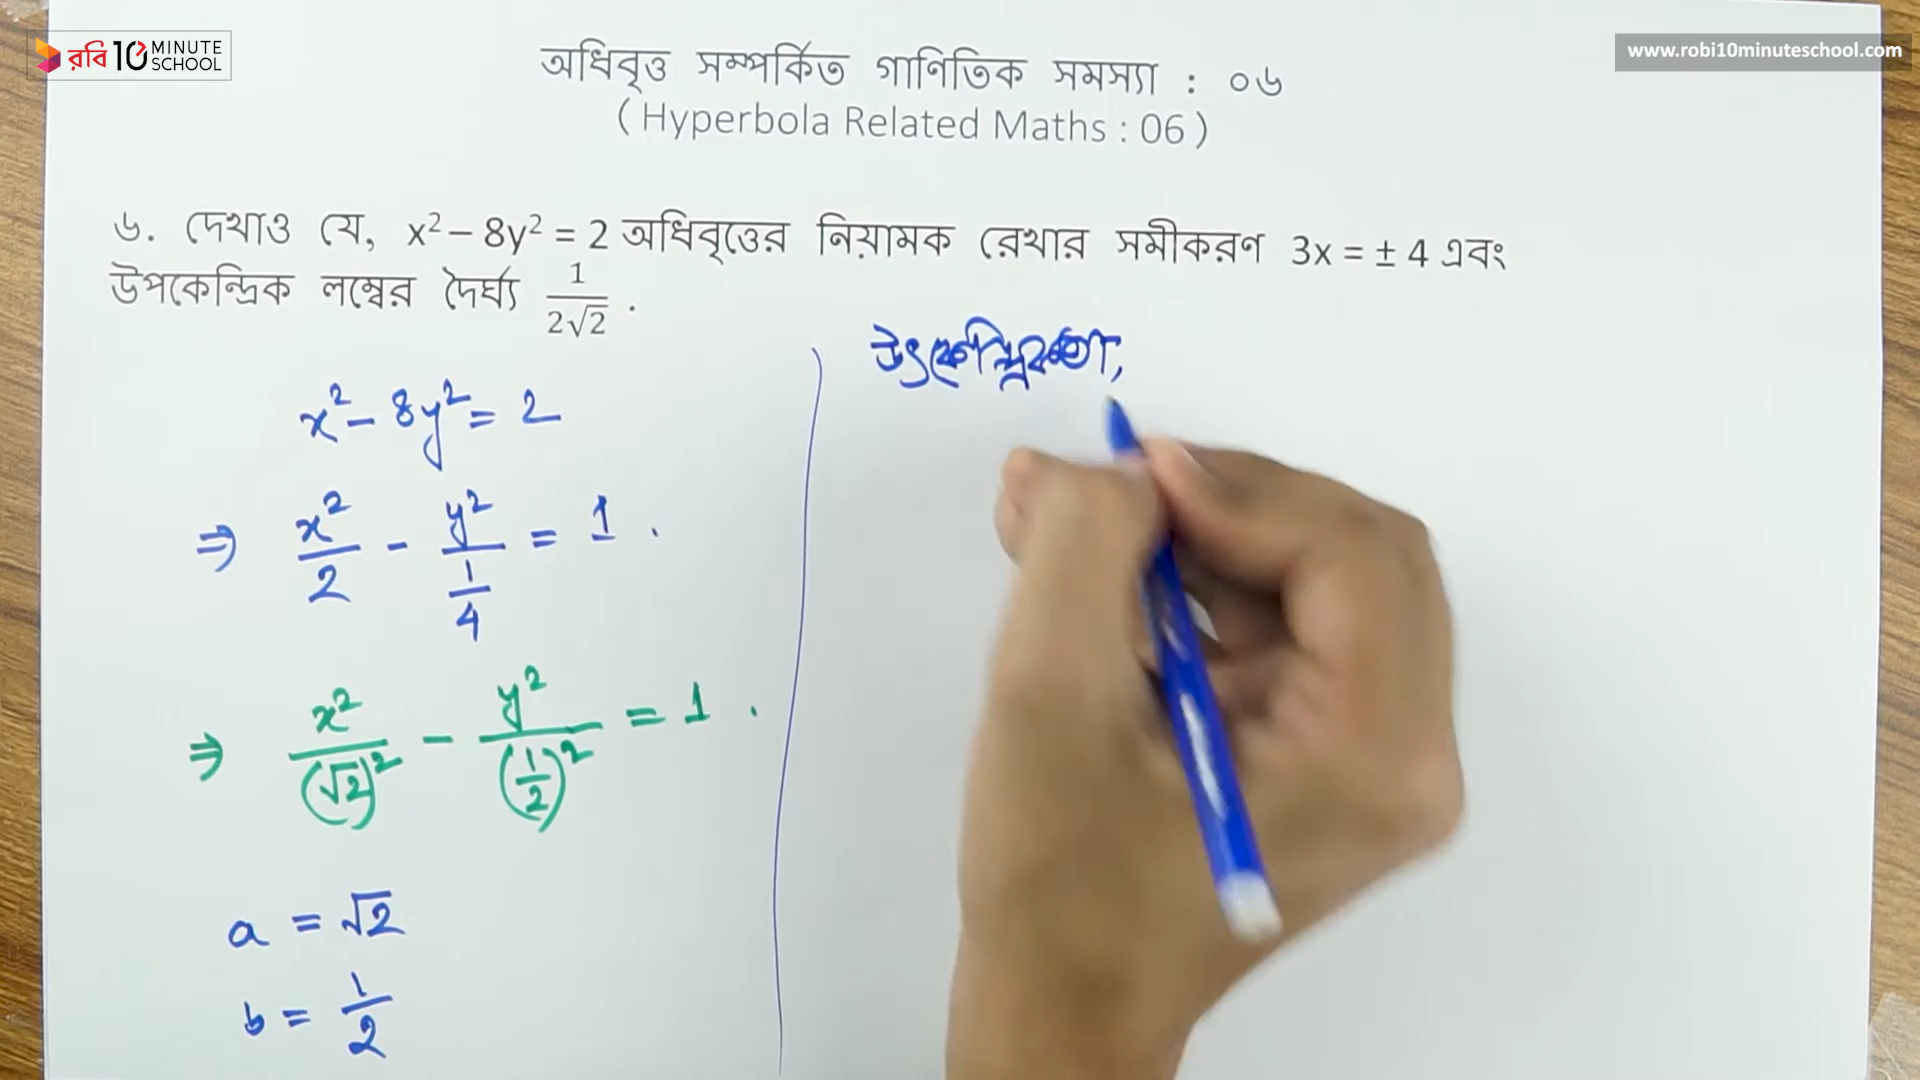 রবি 10 MINUTE SCHOOL
www.robi10minuteschool.com
অধিবৃত্ত সম্পর্কিত গাণিতিক সমস্যা : ০৬
( Hyperbola Related Maths : 06 )
৬. দেখাও যে, x² – 8y² = 2 অধিবৃত্তের নিয়ামক রেখার সমীকরণ 3x = ± 4 এবং
উপকেন্দ্রিক লম্বের দৈর্ঘ্য 1/2√2 .
x² - 8y² = 2
⇒ x²/2 - y²/(1/4) = 1 .
⇒ x²/(√2)² - y²/(1/2)² = 1 .
a = √2
b = 1/2
উৎকেন্দ্রিকতা,